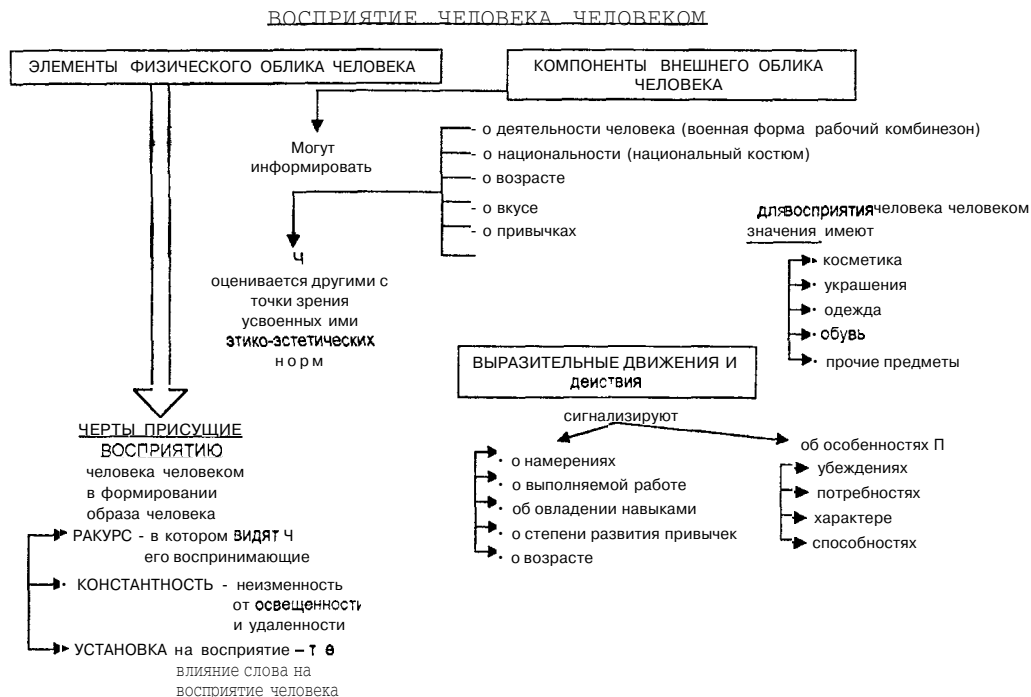 ВОСПРИЯТИЕ ЧЕЛОВЕКА ЧЕЛОВЕКОМ
ЭЛЕМЕНТЫ ФИЗИЧЕСКОГО ОБЛИКА ЧЕЛОВЕКА
КОМПОНЕНТЫ ВНЕШНЕГО ОБЛИКА
ЧЕЛОВЕКА
Могут
информировать
- о деятельности человека (военная форма рабочий комбинезон)
- о национальности (национальный костюм)
- о возрасте
- о вкусе
- о привычках
Ч
оценивается другими с
точки зрения
усвоенных ими
этико-эстетических
норм
для восприятия человека человеком
значения имеют
· косметика
· украшения
· одежда
· обувь
· прочие предметы
ВЫРАЗИТЕЛЬНЫЕ ДВИЖЕНИЯ И
действия
сигнализируют
· о намерениях
· о выполняемой работе
· об овладении навыками
· о степени развития привычек
· о возрасте
об особенностях П
· убеждениях
· потребностях
· характере
· способностях
ЧЕРТЫ ПРИСУЩИЕ
ВОСПРИЯТИЮ
человека человеком
в формировании
образа человека
· РАКУРС - в котором ВИДЯТ Ч
его воспринимающие
· КОНСТАНТНОСТЬ - неизменность
от освещенности
и удаленности
· УСТАНОВКА на восприятие – т е
влияние слова на
восприятие человека